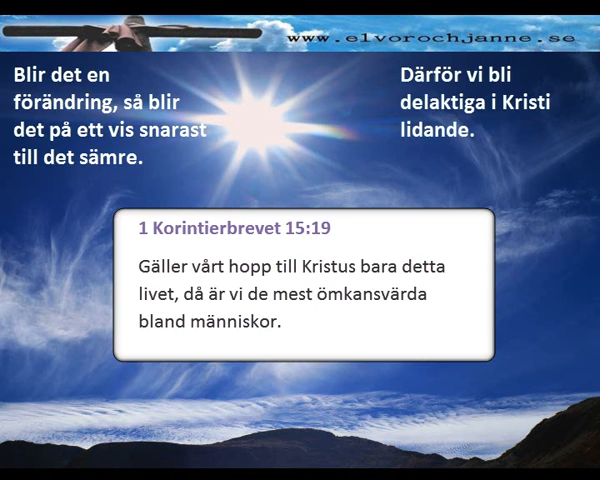 www.elvorochjanne.se
Blir det en
förändring, så blir
det på ett vis snarast
till det sämre.
Därför vi bli
delaktiga i Kristi
lidande.
1 Korintierbrevet 15:19
Gäller vårt hopp till Kristus bara detta
livet, då är vi de mest ömkansvärda
bland människor.